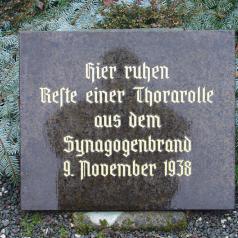 Hier ruhen
Reste einer Thorarolle
aus dem
Synagogenbrand
9. November 1938